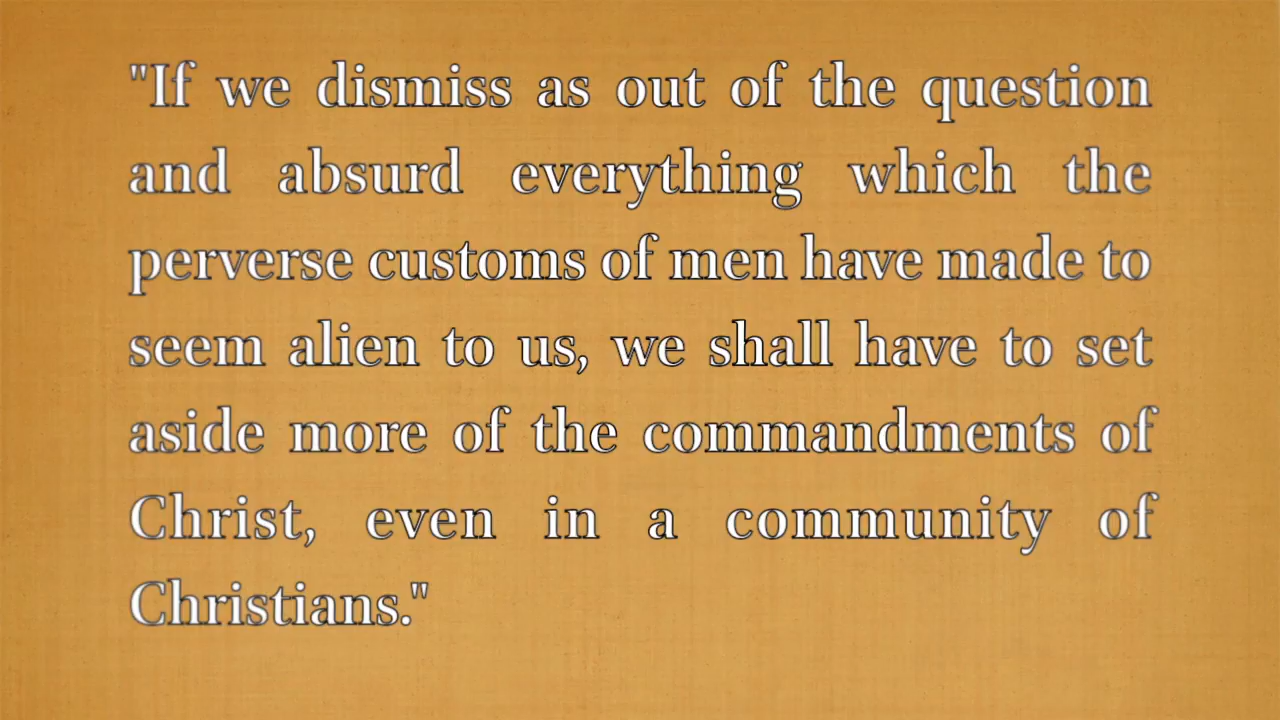 "If we dismiss as out of the question
and absurd everything which the
perverse customs of men have made to
seem alien to us, we shall have to set
aside more of the commandments of
Christ, even in a community of
Christians."